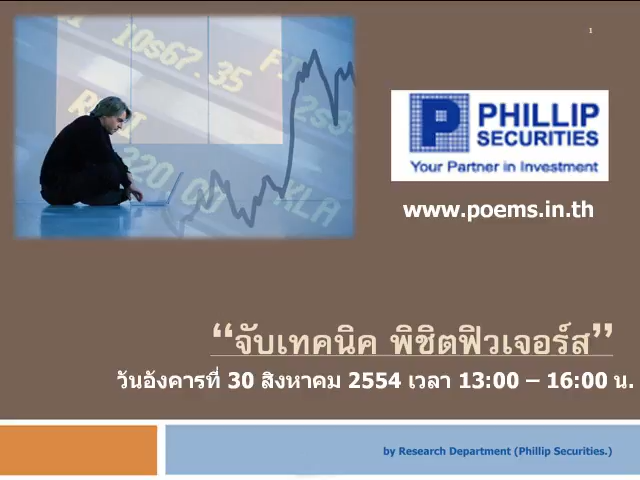 1
10s67.35
PHILLIP
SECURITIES
Your Partner in Investment
www.poems.in.th
“จับเทคนิค พิชิตฟิวเจอร์ส”
วันอังคารที่ 30 สิงหาคม 2554 เวลา 13:00 – 16:00 น.
by Research Department (Phillip Securities.)